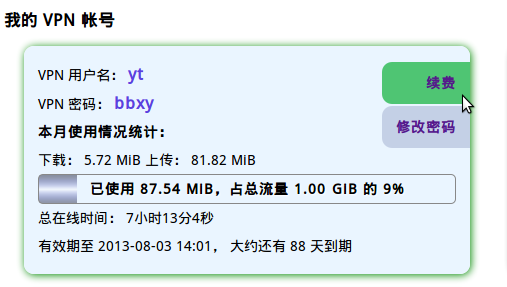 我的 VPN 帐号
VPN 用户名： yt
续费
VPN 密码： bbxy
修改密码
本月使用情况统计：
下载： 5.72 MiB 上传： 81.82 MiB
已使用 87.54 MIB，占总流量 1.00 GIB 的 9%
总在线时间： 7小时13分4秒
有效期至 2013-08-03 14:01， 大约还有 88 天到期